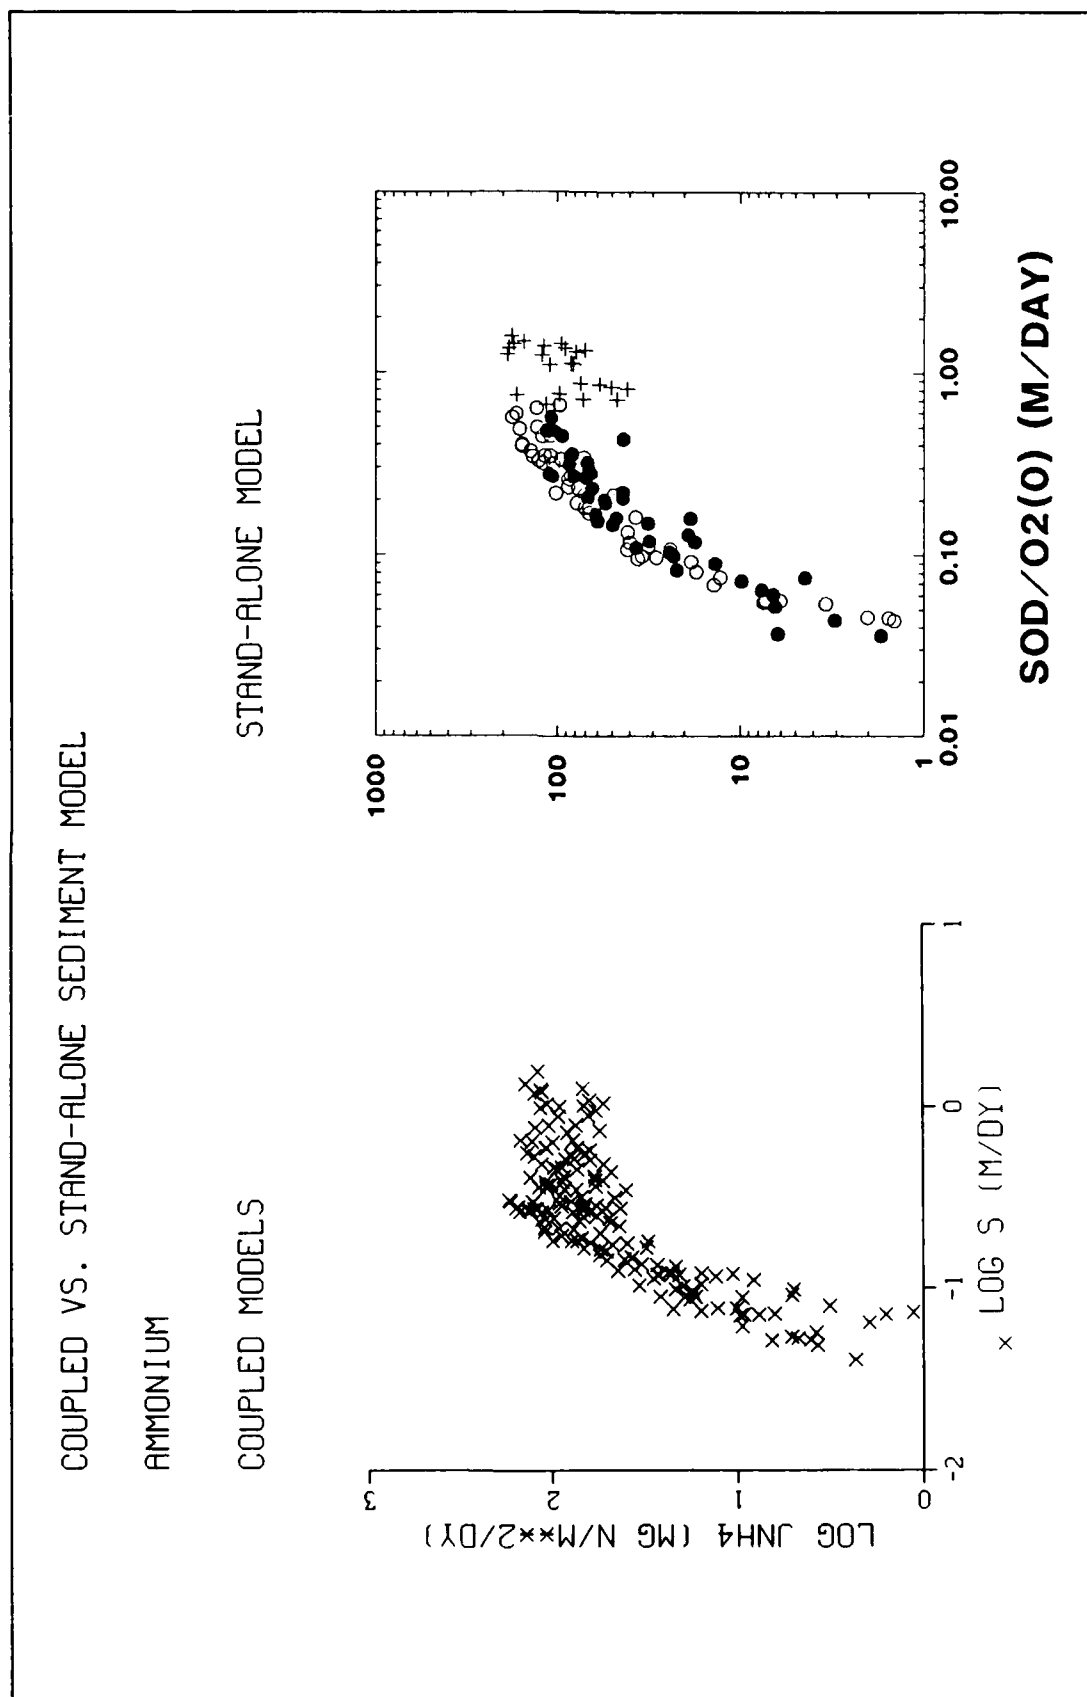 COUPLED VS. STAND-ALONE SEDIMENT MODEL
AMMONIUM
COUPLED MODELS
LOG JNH4 (MG N/M**2/DY)
3
2
1
0
-2
-1
0
1
LOG S (M/DY)
STAND-ALONE MODEL
1000
100
10
1
0.01
0.10
1.00
10.00
SOD/O2(0) (M/DAY)